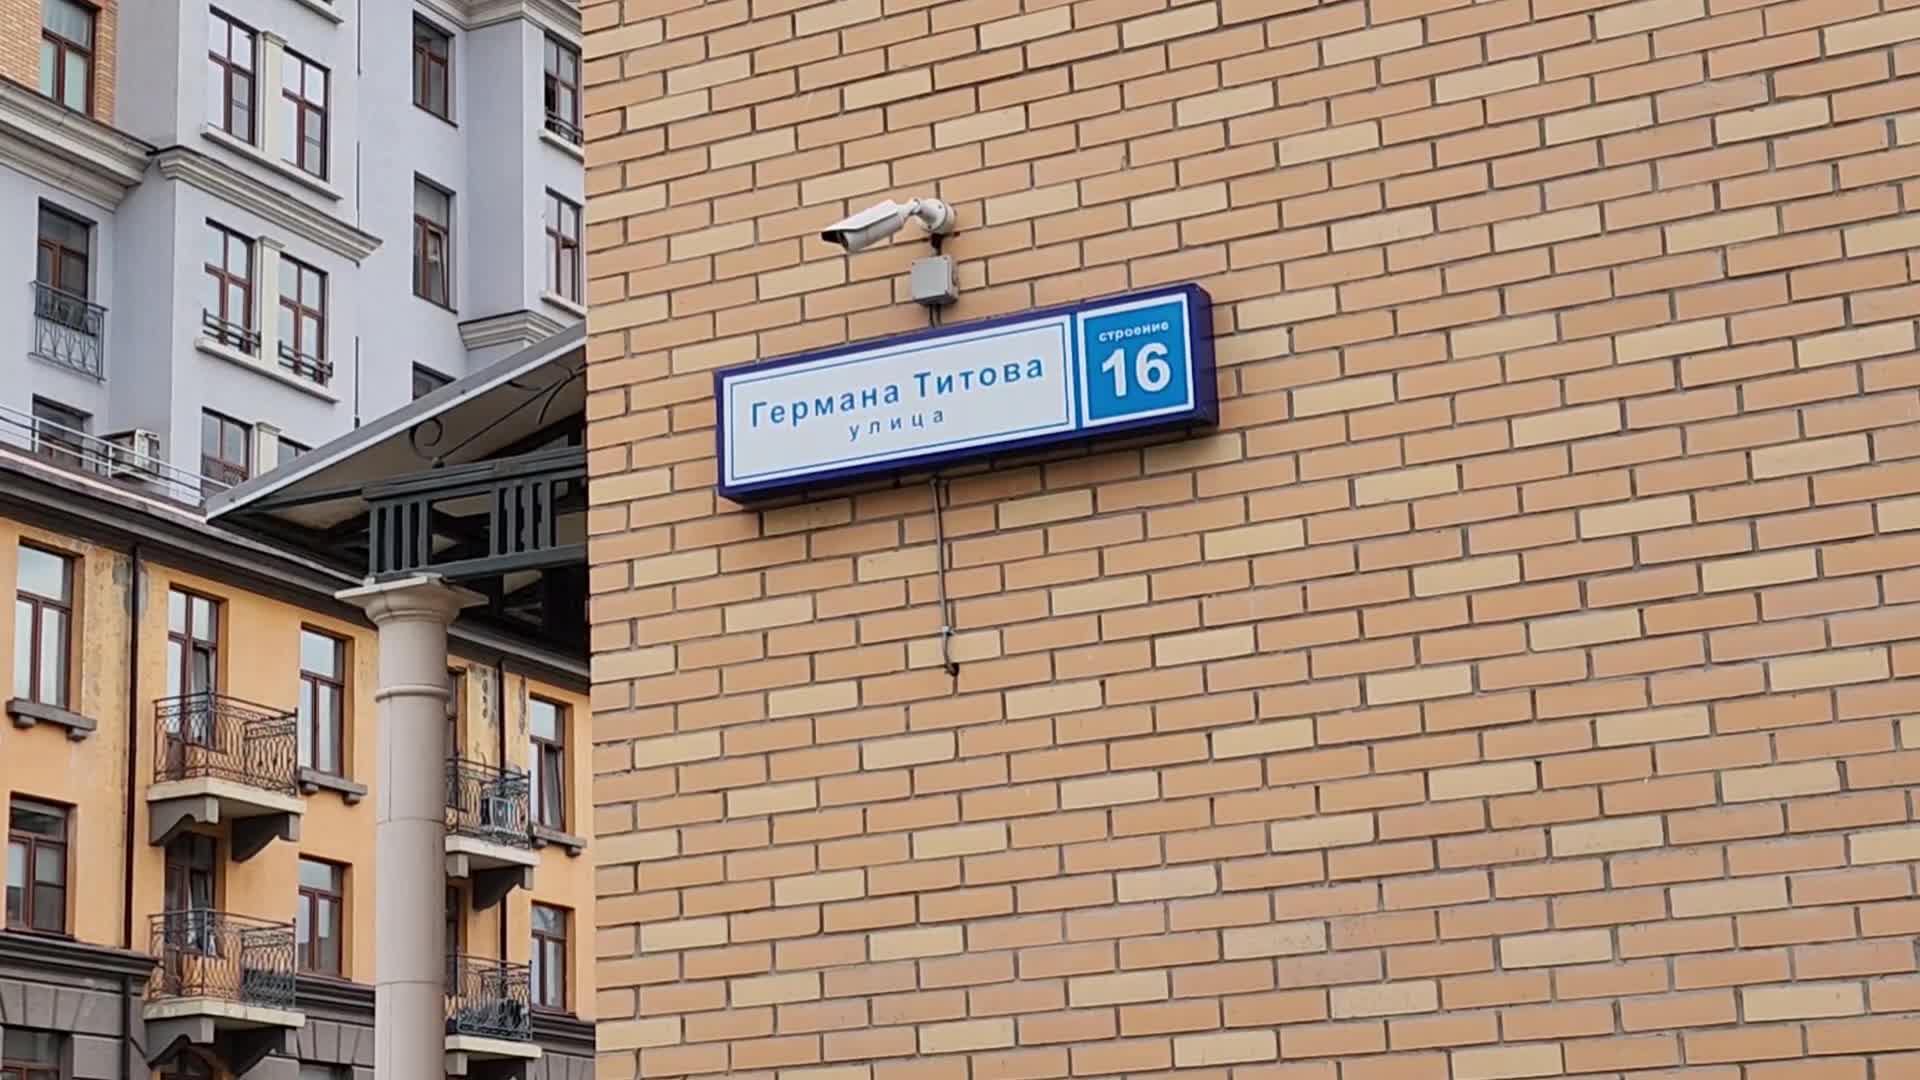 Германа Титова
улица
строение
16